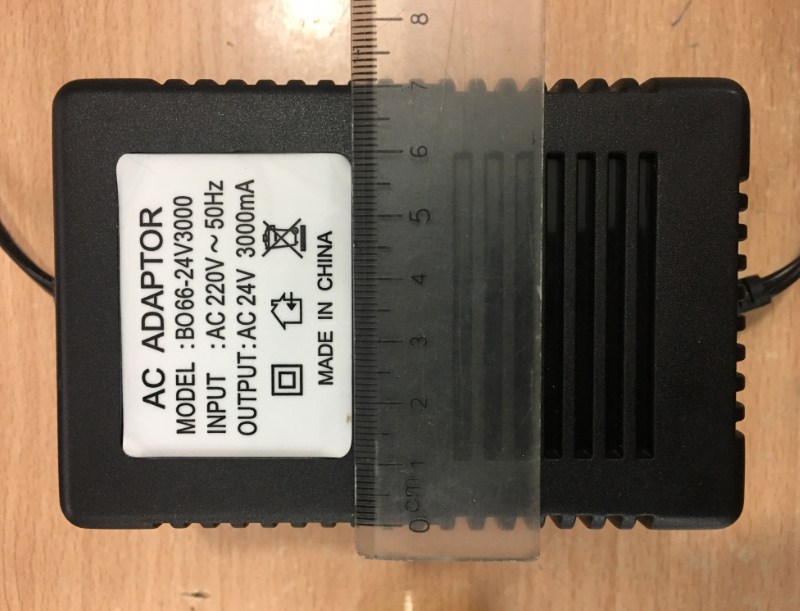 AC ADAPTOR
MODEL :BO66-24V3000
INPUT :AC 220V ~ 50Hz
OUTPUT:AC 24V 3000mA
MADE IN CHINA
0 cm 1 2 3 4 5 6 7 8